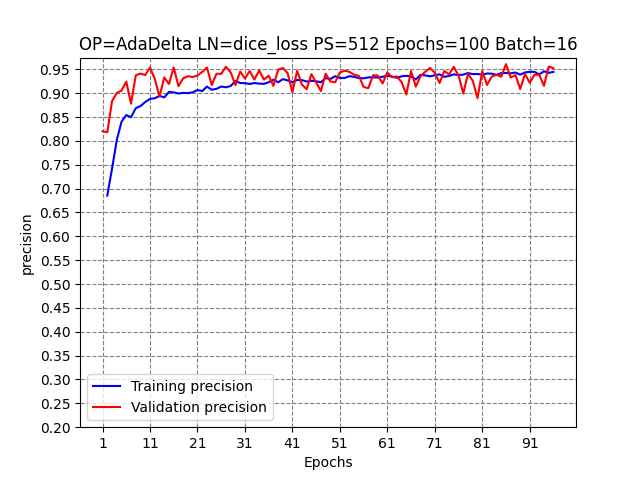 OP=AdaDelta LN=dice_loss PS=512 Epochs=100 Batch=16
precision
0.95
0.90
0.85
0.80
0.75
0.70
0.65
0.60
0.55
0.50
0.45
0.40
0.35
0.30
0.25
0.20
Training precision
Validation precision
1 11 21 31 41 51 61 71 81 91
Epochs